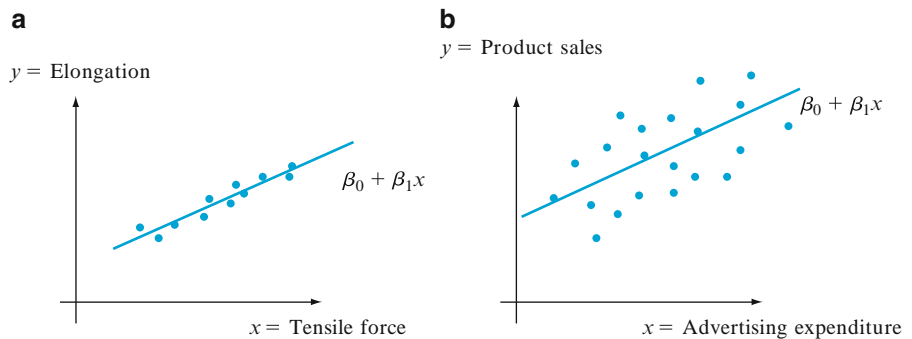 a
y = Elongation
β₀ + β₁x
x = Tensile force
b
y = Product sales
β₀ + β₁x
x = Advertising expenditure